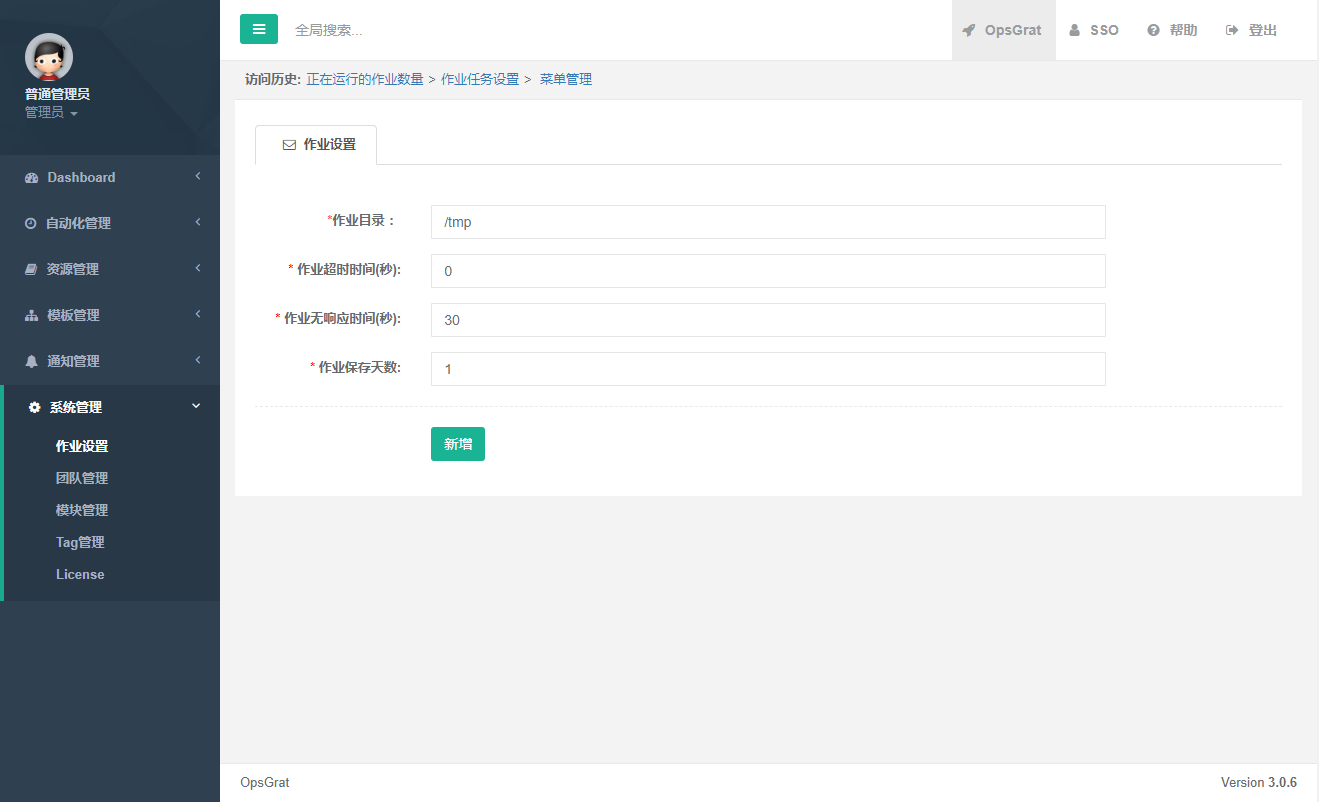 普通管理员
管理员
Dashboard
自动化管理
资源管理
模板管理
通知管理
系统管理
作业设置
团队管理
模块管理
Tag管理
License
全局搜索...
OpsGrat
SSO
帮助
登出
访问历史: 正在运行的作业数量 > 作业任务设置 > 菜单管理
作业设置
*作业目录： /tmp
* 作业超时时间(秒): 0
* 作业无响应时间(秒): 30
* 作业保存天数: 1
新增
OpsGrat
Version 3.0.6